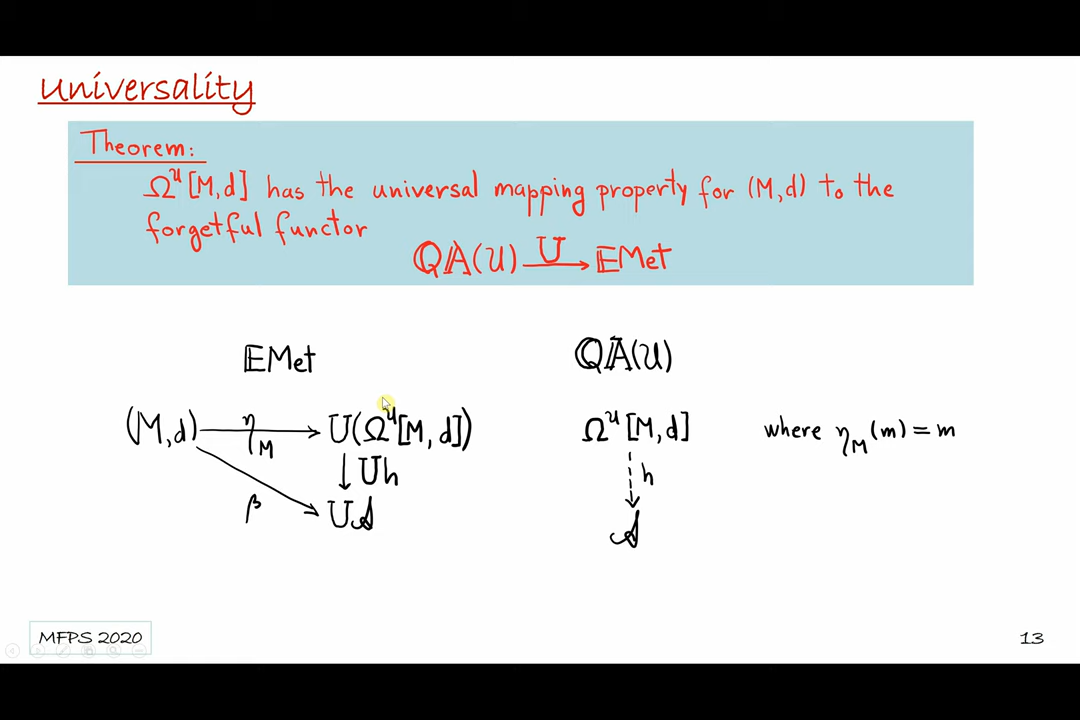 Universality
Theorem:
Ω^𝒰[M,d] has the universal mapping property for (M,d) to the
forgetful functor
ℚ𝔸(𝒰) U→ 𝔼Met
𝔼Met ℚ𝔸(𝒰)
(M,d) η_M→ U(Ω^𝒰[M,d]) Ω^𝒰[M,d] where η_M(m) = m
↓ Uh h
β U𝒜 𝒜
MFPS 2020 13